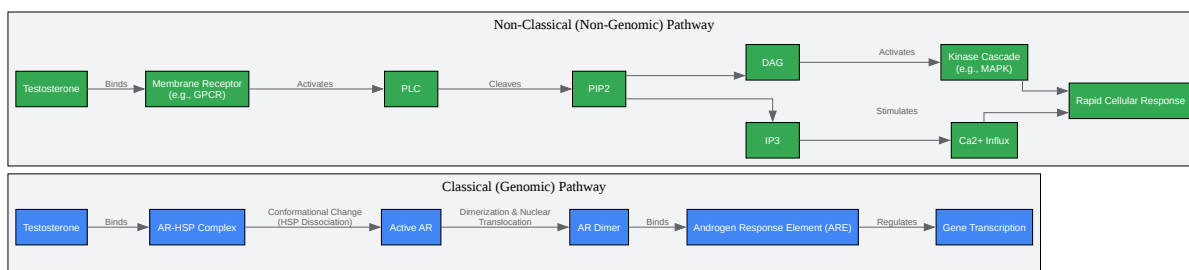 Non-Classical (Non-Genomic) Pathway
Testosterone
Binds
Membrane Receptor
(e.g., GPCR)
Activates
PLC
Cleaves
PIP2
DAG
Activates
Kinase Cascade
(e.g., MAPK)
IP3
Stimulates
Ca2+ Influx
Rapid Cellular Response
Classical (Genomic) Pathway
Testosterone
Binds
AR-HSP Complex
Conformational Change
(HSP Dissociation)
Active AR
Dimerization & Nuclear
Translocation
AR Dimer
Binds
Androgen Response Element (ARE)
Regulates
Gene Transcription